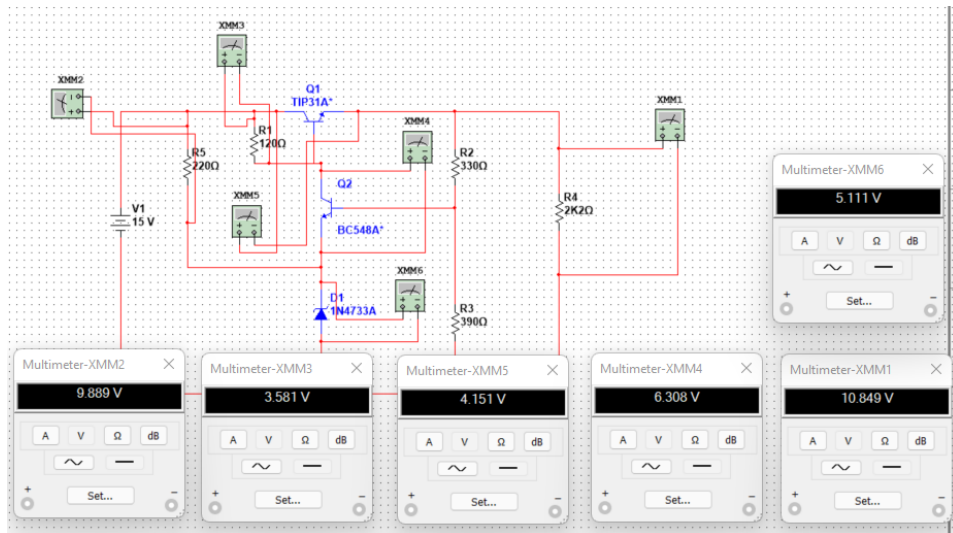 XMM3
XMM2
Q1
TIP31A*
XMM1
XMM4
R1
120Ω
R5
220Ω
R2
330Ω
Q2
R4
2K2Ω
XMM5
V1
15 V
BC548A*
XMM6
D1
1N4733A
R3
390Ω
Multimeter-XMM6
5.111 V
A V Ω dB
+ Set... −
Multimeter-XMM2
9.889 V
A V Ω dB
+ Set... −
Multimeter-XMM3
3.581 V
A V Ω dB
+ Set... −
Multimeter-XMM5
4.151 V
A V Ω dB
+ Set... −
Multimeter-XMM4
6.308 V
A V Ω dB
+ Set... −
Multimeter-XMM1
10.849 V
A V Ω dB
+ Set... −